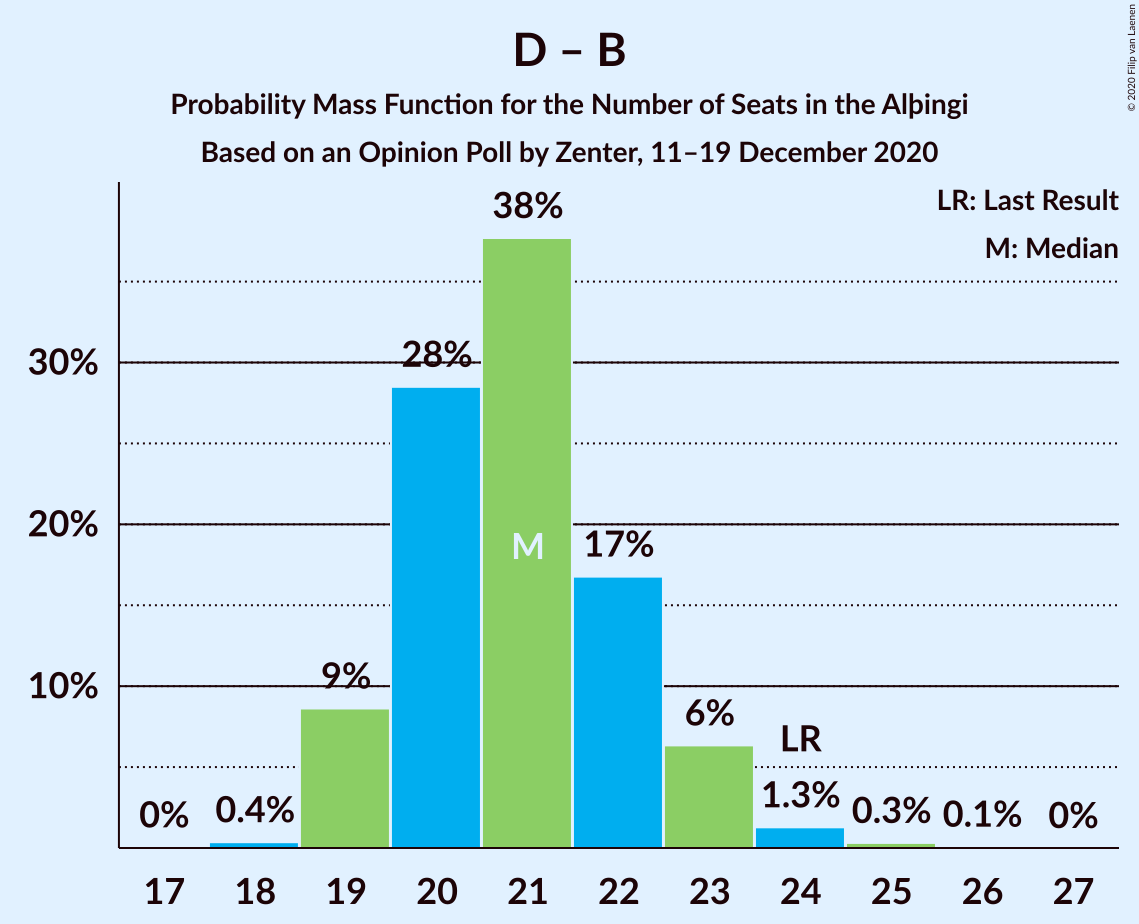 D – B
Probability Mass Function for the Number of Seats in the Alþingi
Based on an Opinion Poll by Zenter, 11–19 December 2020
© 2020 Filip van Laenen
LR: Last Result
M: Median
38%
30%
28%
20%
M
17%
10%
9%
6%
LR
0%
0.4%
1.3%
0.3%
0.1%
0%
17 18 19 20 21 22 23 24 25 26 27